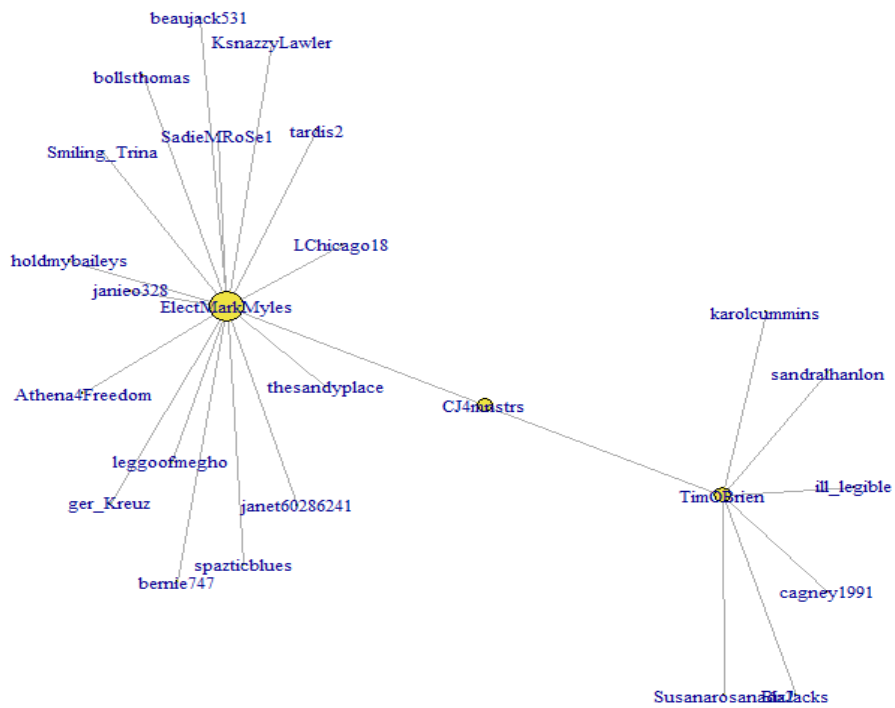 beaujack531
KsnazzyLawler
bollsthomas
SadieMRoSe1
tardis2
Smiling_Trina
LChicago18
holdmybaileys
janieo328
ElectMarkMyles
karolcummins
sandralhanlon
Athena4Freedom
thesandyplace
CJ4mnstrs
leggoofmegho
ill_legible
TimOBrien
ger_Kreuz
janet60286241
spazticblues
bernie747
cagney1991